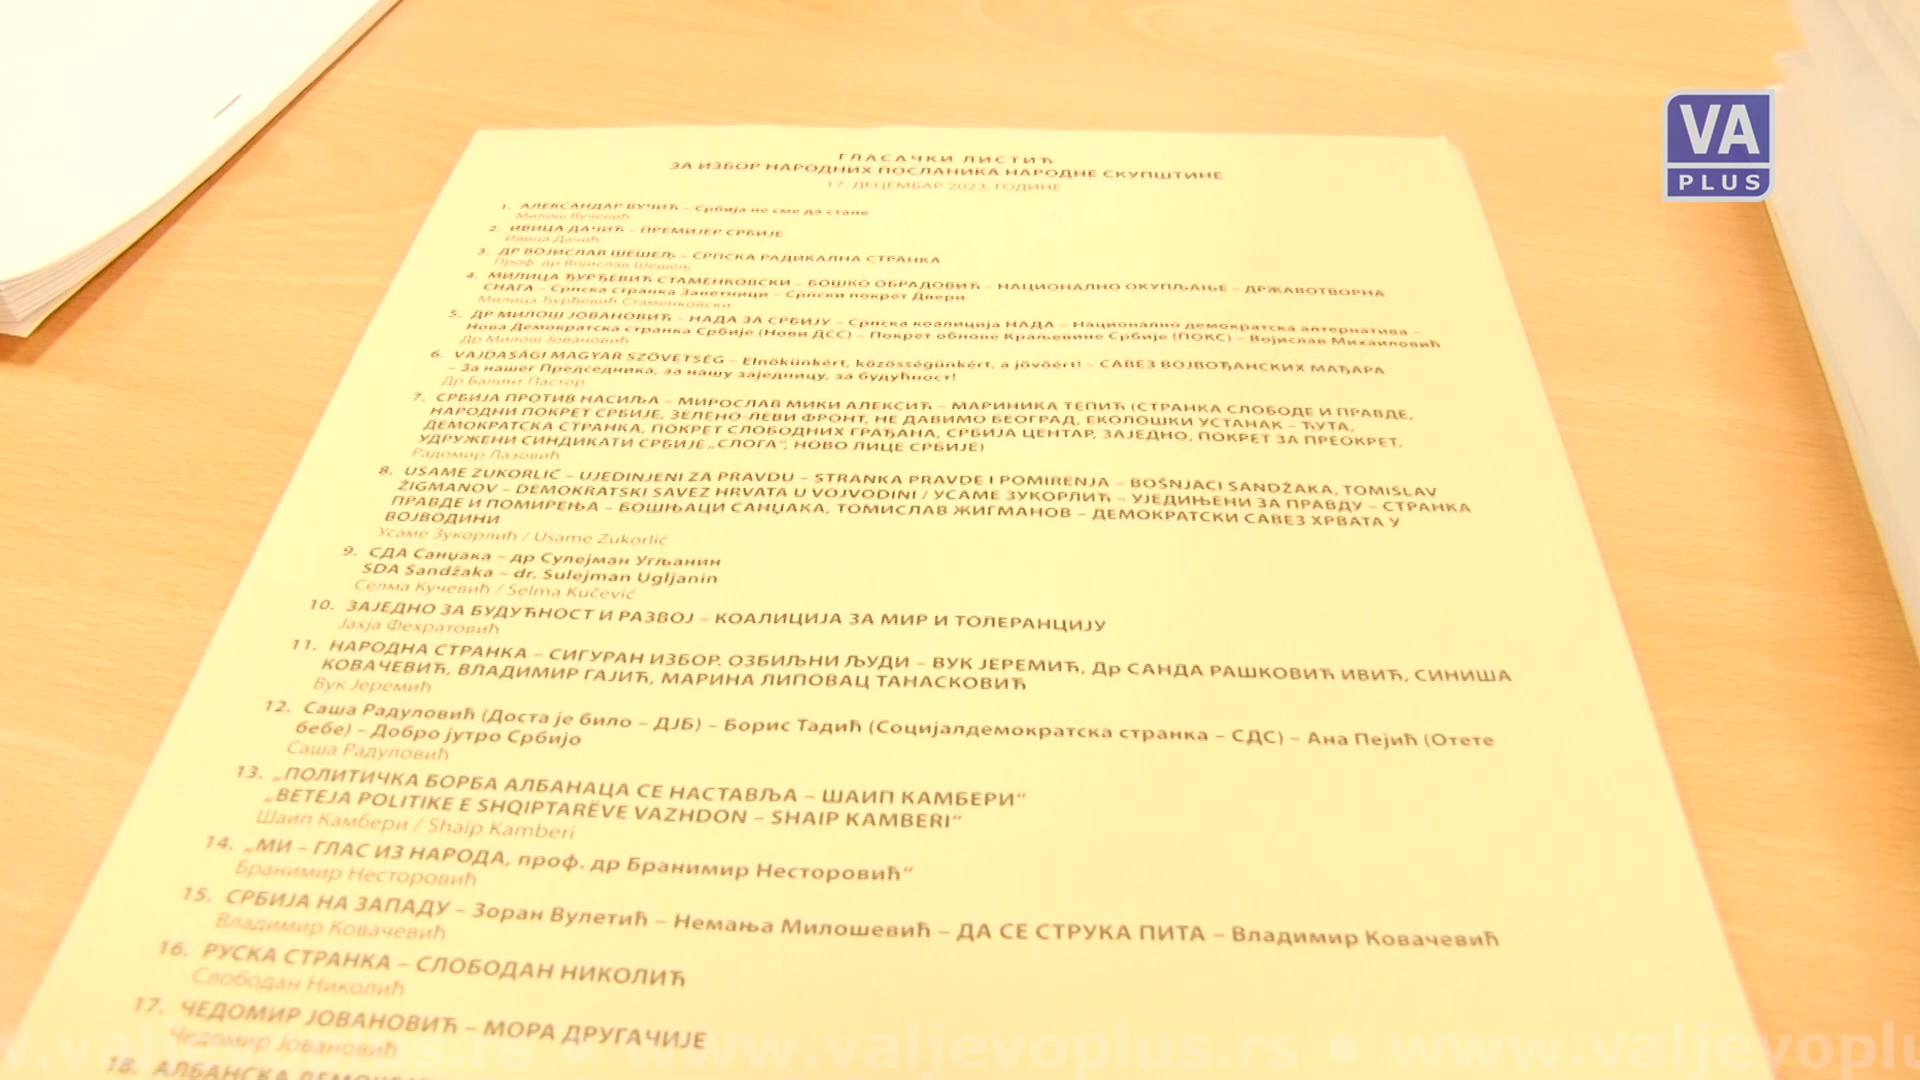 VA
PLUS
ГЛАСАЧКИ ЛИСТИЋ
ЗА ИЗБОР НАРОДНИХ ПОСЛАНИКА НАРОДНЕ СКУПШТИНЕ
17. ДЕЦЕМБАР 2023. ГОДИНЕ
1. АЛЕКСАНДАР ВУЧИЋ – Србија не сме да стане
Милош Вучевић
2. ИВИЦА ДАЧИЋ – ПРЕМИЈЕР СРБИЈЕ
Ивица Дачић
3. ДР ВОЈИСЛАВ ШЕШЕЉ – СРПСКА РАДИКАЛНА СТРАНКА
Проф. др Војислав Шешељ
4. МИЛИЦА ЂУРЂЕВИЋ СТАМЕНКОВСКИ – БОШКО ОБРАДОВИЋ – НАЦИОНАЛНО ОКУПЉАЊЕ – ДРЖАВОТВОРНА
СНАГА – Српска странка Заветници – Српски покрет Двери
Милица Ђурђевић Стаменковски
5. ДР МИЛОШ ЈОВАНОВИЋ – НАДА ЗА СРБИЈУ – Српска коалиција НАДА – Национално демократска алтернатива –
Нова Демократска странка Србије (Нови ДСС) – Покрет обнове Краљевине Србије (ПОКС) – Војислав Михаиловић
Др Милош Јовановић
6. VAJDASÁGI MAGYAR SZÖVETSÉG – Elnökünkért, közösségünkért, a jövőért! – САВЕЗ ВОЈВОЂАНСКИХ МАЂАРА
– За нашег Председника, за нашу заједницу, за будућност!
Др Балинт Пастор
7. СРБИЈА ПРОТИВ НАСИЉА – МИРОСЛАВ МИКИ АЛЕКСИЋ – МАРИНИКА ТЕПИЋ (СТРАНКА СЛОБОДЕ И ПРАВДЕ,
НАРОДНИ ПОКРЕТ СРБИЈЕ, ЗЕЛЕНО-ЛЕВИ ФРОНТ, НЕ ДАВИМО БЕОГРАД, ЕКОЛОШКИ УСТАНАК – ЋУТА,
ДЕМОКРАТСКА СТРАНКА, ПОКРЕТ СЛОБОДНИХ ГРАЂАНА, СРБИЈА ЦЕНТАР, ЗАЈЕДНО, ПОКРЕТ ЗА ПРЕОКРЕТ,
УДРУЖЕНИ СИНДИКАТИ СРБИЈЕ „СЛОГА“, НОВО ЛИЦЕ СРБИЈЕ)
Радомир Лазовић
8. USAME ZUKORLIĆ – UJEDINJENI ZA PRAVDU – STRANKA PRAVDE I POMIRENJA – BOŠNJACI SANDŽAKA, TOMISLAV
ŽIGMANOV – DEMOKRATSKI SAVEZ HRVATA U VOJVODINI / УСАМЕ ЗУКОРЛИЋ – УЈЕДИЊЕНИ ЗА ПРАВДУ – СТРАНКА
ПРАВДЕ И ПОМИРЕЊА – БОШЊАЦИ САНЏАКА, ТОМИСЛАВ ЖИГМАНОВ – ДЕМОКРАТСКИ САВЕЗ ХРВАТА У
ВОЈВОДИНИ
Усаме Зукорлић / Usame Zukorlić
9. СДА Санџака – др Сулејман Угљанин
SDA Sandžaka – dr. Sulejman Ugljanin
Селма Кучевић / Selma Kučević
10. ЗАЈЕДНО ЗА БУДУЋНОСТ И РАЗВОЈ – КОАЛИЦИЈА ЗА МИР И ТОЛЕРАНЦИЈУ
Јахја Фехратовић
11. НАРОДНА СТРАНКА – СИГУРАН ИЗБОР. ОЗБИЉНИ ЉУДИ – ВУК ЈЕРЕМИЋ, Др САНДА РАШКОВИЋ ИВИЋ, СИНИША
КОВАЧЕВИЋ, ВЛАДИМИР ГАЈИЋ, МАРИНА ЛИПОВАЦ ТАНАСКОВИЋ
Вук Јеремић
12. Саша Радуловић (Доста је било – ДЈБ) – Борис Тадић (Социјалдемократска странка – СДС) – Ана Пејић (Отете
бебе) – Добро јутро Србијо
Саша Радуловић
13. „ПОЛИТИЧКА БОРБА АЛБАНАЦА СЕ НАСТАВЉА – ШАИП КАМБЕРИ“
„BETEJA POLITIKE E SHQIPTARËVE VAZHDON – SHAIP KAMBERI“
Шаип Камбери / Shaip Kamberi
14. „МИ – ГЛАС ИЗ НАРОДА, проф. др Бранимир Несторовић“
Бранимир Несторовић
15. СРБИЈА НА ЗАПАДУ – Зоран Вулетић – Немања Милошевић – ДА СЕ СТРУКА ПИТА – Владимир Ковачевић
Владимир Ковачевић
16. РУСКА СТРАНКА – СЛОБОДАН НИКОЛИЋ
Слободан Николић
17. ЧЕДОМИР ЈОВАНОВИЋ – МОРА ДРУГАЧИЈЕ
Чедомир Јовановић
18. АЛБАНСКА
www.valjevoplus.rs